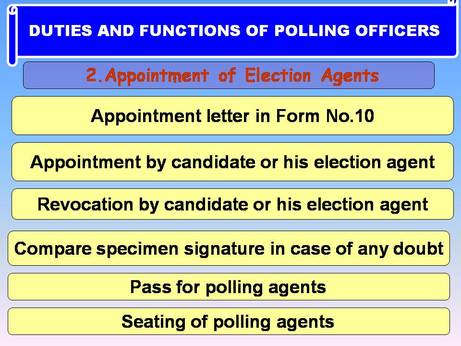 DUTIES AND FUNCTIONS OF POLLING OFFICERS
2.Appointment of Election Agents
Appointment letter in Form No.10
Appointment by candidate or his election agent
Revocation by candidate or his election agent
Compare specimen signature in case of any doubt
Pass for polling agents
Seating of polling agents